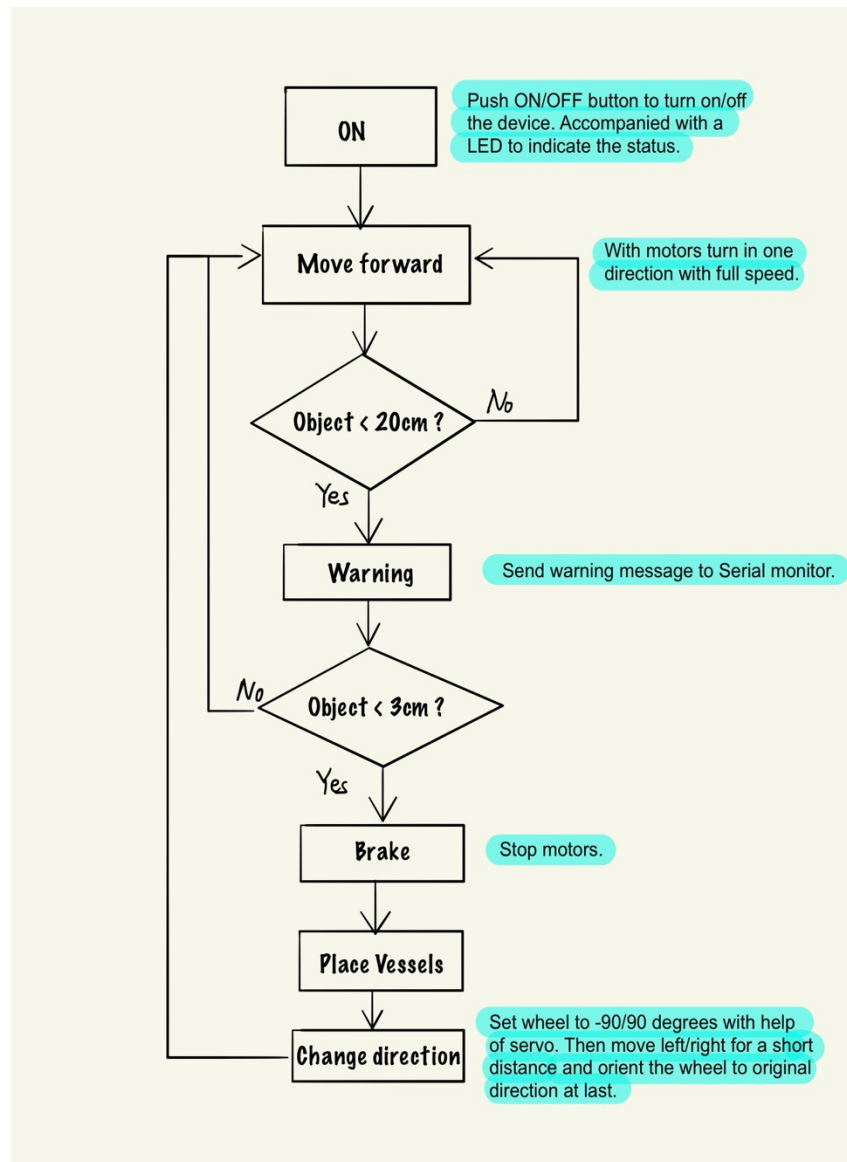 ON
Push ON/OFF button to turn on/off
the device. Accompanied with a
LED to indicate the status.
Move forward
With motors turn in one
direction with full speed.
Object < 20cm ?
No
Yes
Warning
Send warning message to Serial monitor.
No
Object < 3cm ?
Yes
Brake
Stop motors.
Place Vessels
Change direction
Set wheel to -90/90 degrees with help
of servo. Then move left/right for a short
distance and orient the wheel to original
direction at last.